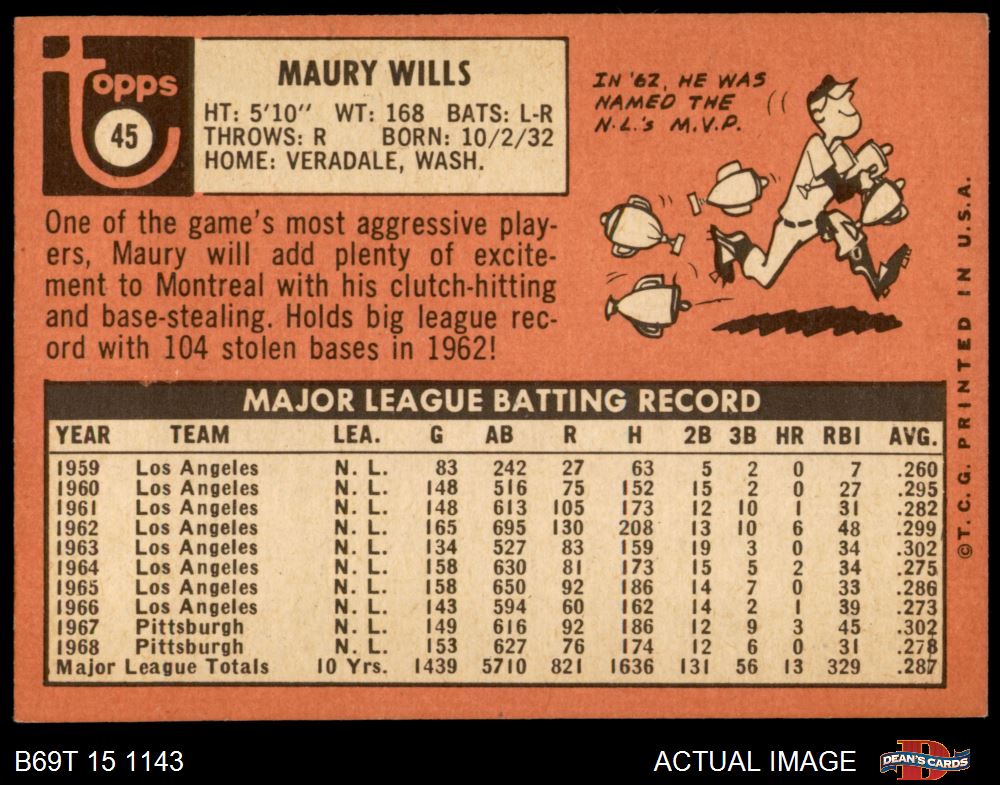 Topps
45
MAURY WILLS
HT: 5'10" WT: 168 BATS: L-R
THROWS: R BORN: 10/2/32
HOME: VERADALE, WASH.
IN '62, HE WAS
NAMED THE
N.L.'s M.V.P.
One of the game's most aggressive play-
ers, Maury will add plenty of excite-
ment to Montreal with his clutch-hitting
and base-stealing. Holds big league rec-
ord with 104 stolen bases in 1962!
MAJOR LEAGUE BATTING RECORD
YEAR TEAM LEA. G AB R H 2B 3B HR RBI AVG.
1959 Los Angeles N. L. 83 242 27 63 5 2 0 7 .260
1960 Los Angeles N. L. 148 516 75 152 15 2 0 27 .295
1961 Los Angeles N. L. 148 613 105 173 12 10 1 31 .282
1962 Los Angeles N. L. 165 695 130 208 13 10 6 48 .299
1963 Los Angeles N. L. 134 527 83 159 19 3 0 34 .302
1964 Los Angeles N. L. 158 630 81 173 15 5 2 34 .275
1965 Los Angeles N. L. 158 650 92 186 14 7 0 33 .286
1966 Los Angeles N. L. 143 594 60 162 14 2 1 39 .273
1967 Pittsburgh N. L. 149 616 92 186 12 9 3 45 .302
1968 Pittsburgh N. L. 153 627 76 174 12 6 0 31 .278
Major League Totals 10 Yrs. 1439 5710 821 1636 131 56 13 329 .287
©T. C. G. PRINTED IN U.S.A.
B69T 15 1143
ACTUAL IMAGE
D
DEAN'S CARDS